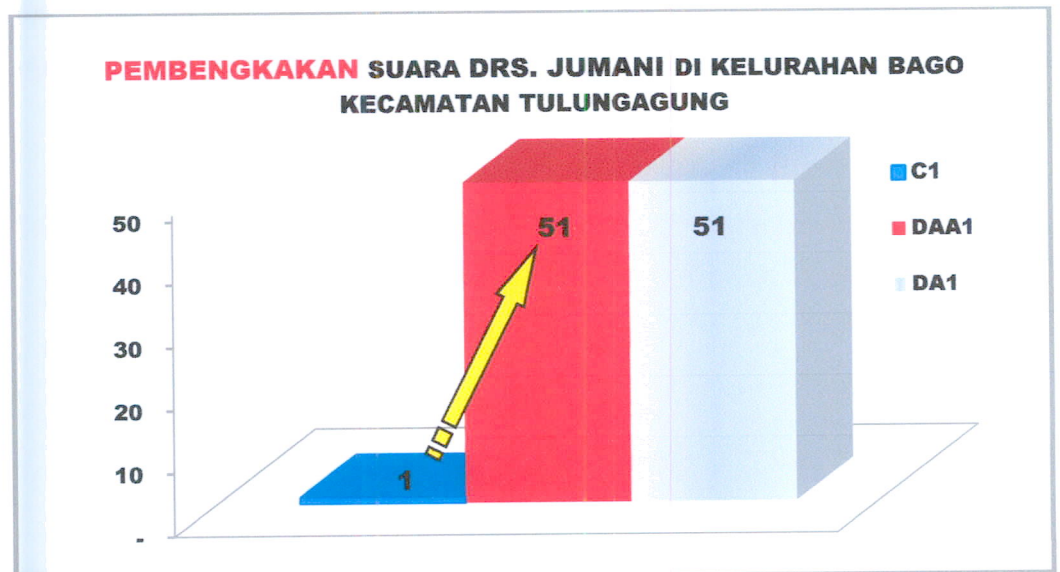 PEMBENGKAKAN SUARA DRS. JUMANI DI KELURAHAN BAGO
KECAMATAN TULUNGAGUNG
50
40
30
20
10
-
1
51
51
C1
DAA1
DA1